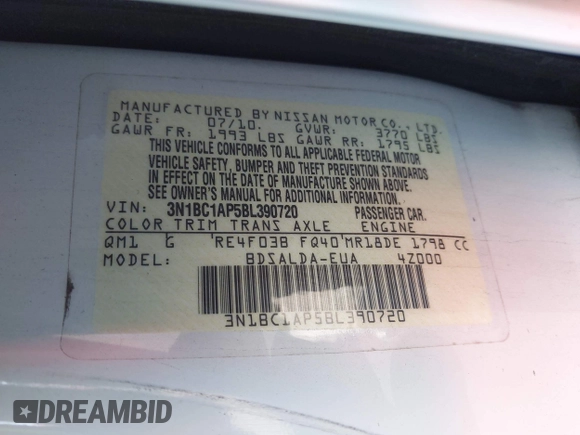 MANUFACTURED BY NISSAN MOTOR CO., LTD.
DATE: 07/10. GVWR: 3770 LBS
GAWR FR: 1993 LBS GAWR RR: 1795 LBS
THIS VEHICLE CONFORMS TO ALL APPLICABLE FEDERAL MOTOR
VEHICLE SAFETY, BUMPER AND THEFT PREVENTION STANDARDS
IN EFFECT ON THE DATE OF MANUFACTURE SHOWN ABOVE.
SEE OWNER'S MANUAL FOR ADDITIONAL INFORMATION.
VIN: 3N1BC1AP5BL390720 PASSENGER CAR.
COLOR TRIM TRANS AXLE ENGINE
QM1 G RE4F03B FQ40 MR18DE 1798 CC
MODEL: BDSALDA-EUA 4Z000
3N1BC1AP5BL390720
DREAMBID